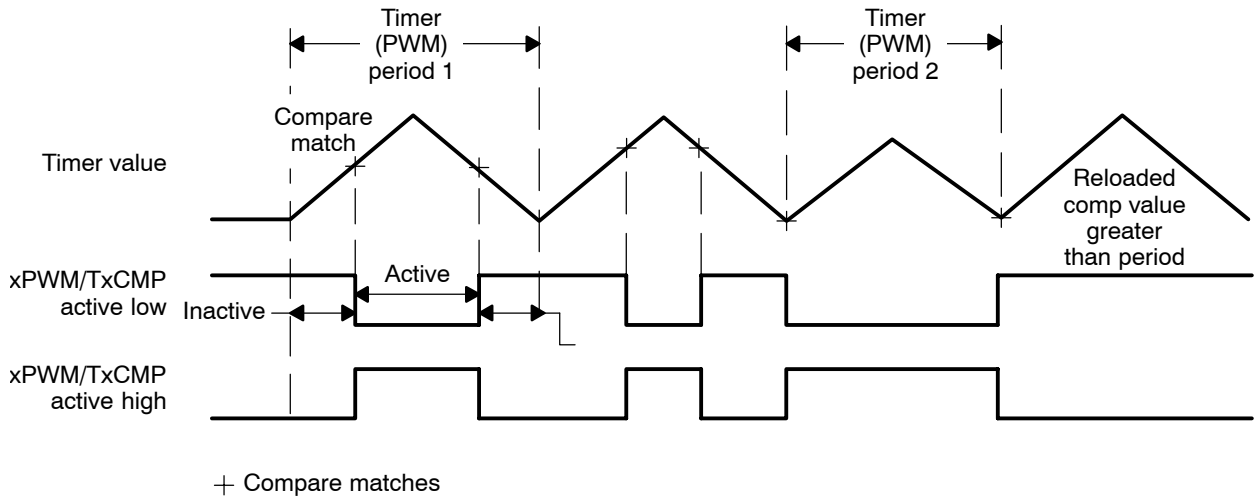 Timer
(PWM)
period 1
Timer
(PWM)
period 2
Compare
match
Timer value
Reloaded
comp value
greater
than period
xPWM/TxCMP
active low
Active
Inactive
xPWM/TxCMP
active high
+ Compare matches